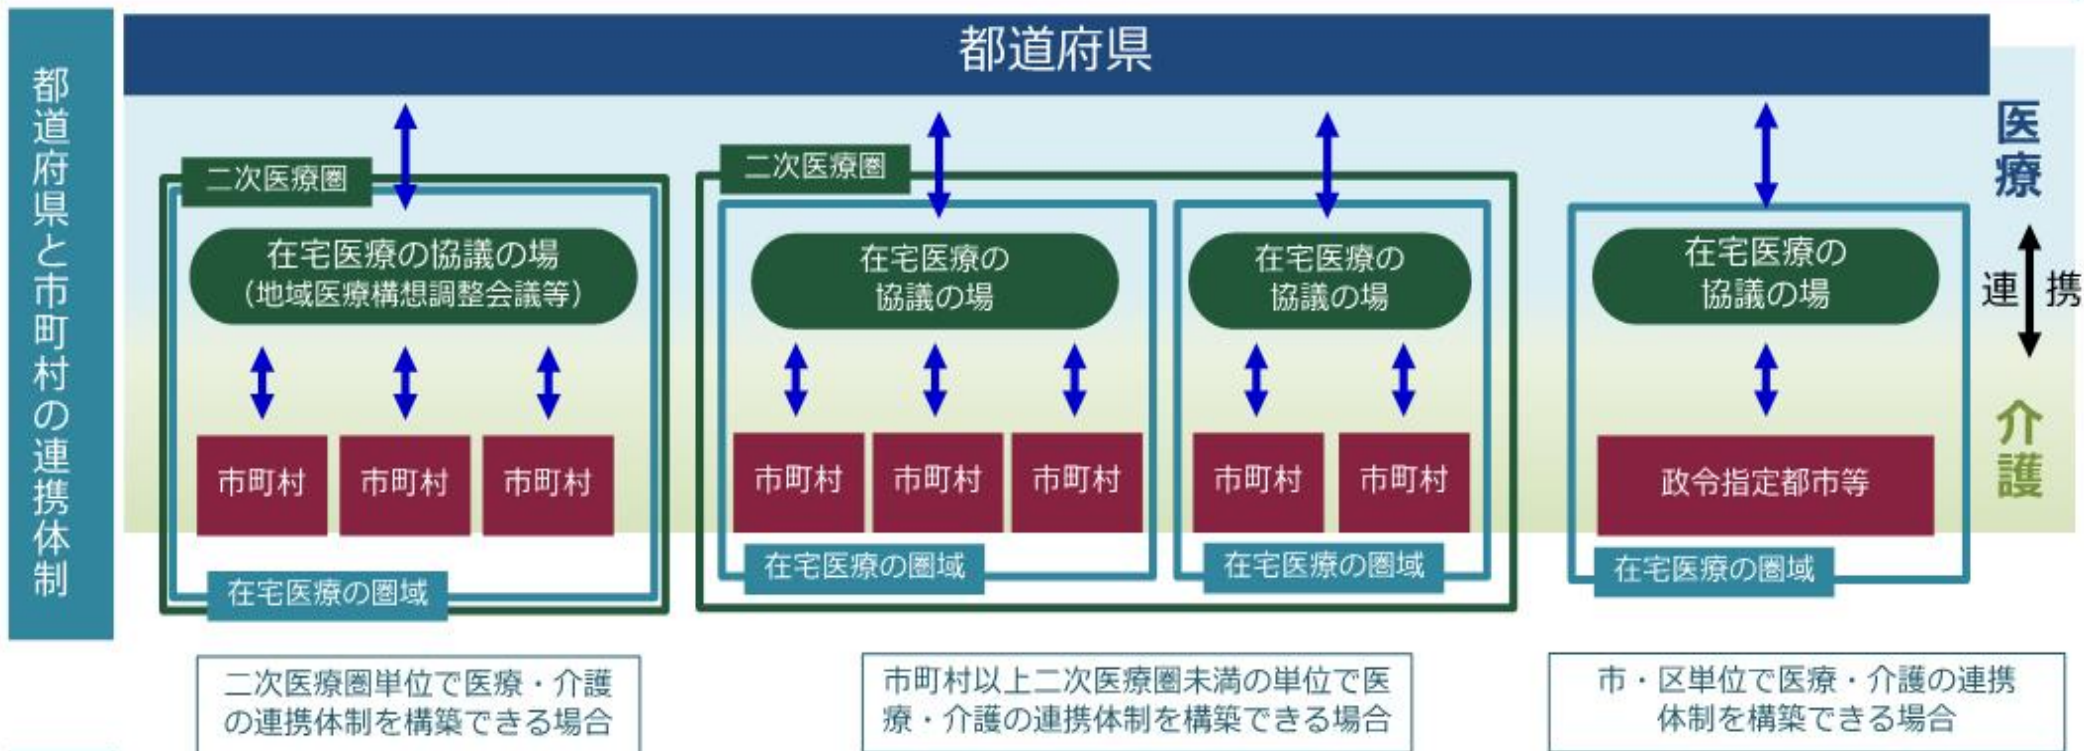 都道府県と市町村の連携体制
都道府県
医療
連携
介護
二次医療圏
在宅医療の協議の場
（地域医療構想調整会議等）
市町村
市町村
市町村
在宅医療の圏域
二次医療圏
在宅医療の
協議の場
市町村
市町村
市町村
在宅医療の圏域
在宅医療の
協議の場
市町村
市町村
在宅医療の圏域
在宅医療の
協議の場
政令指定都市等
在宅医療の圏域
二次医療圏単位で医療・介護
の連携体制を構築できる場合
市町村以上二次医療圏未満の単位で医
療・介護の連携体制を構築できる場合
市・区単位で医療・介護の連携
体制を構築できる場合